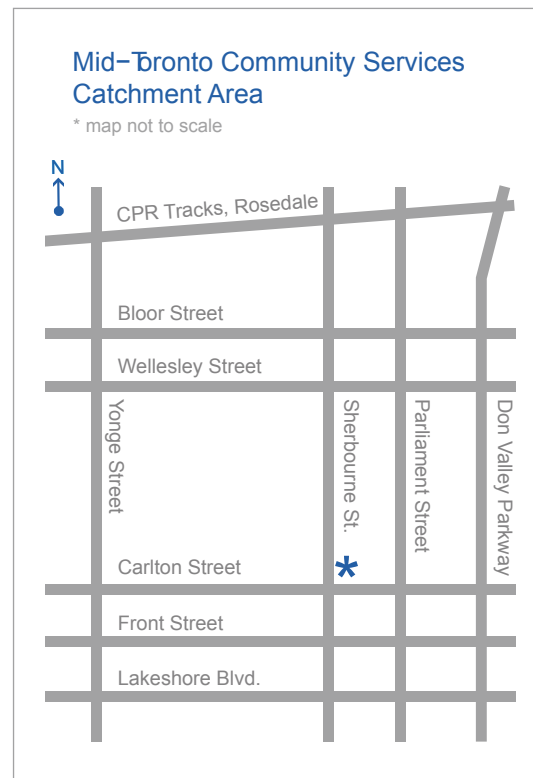 Mid-Toronto Community Services
Catchment Area
* map not to scale
N
CPR Tracks, Rosedale
Bloor Street
Wellesley Street
Yonge Street
Sherbourne St.
Parliament Street
Don Valley Parkway
*
Carlton Street
Front Street
Lakeshore Blvd.